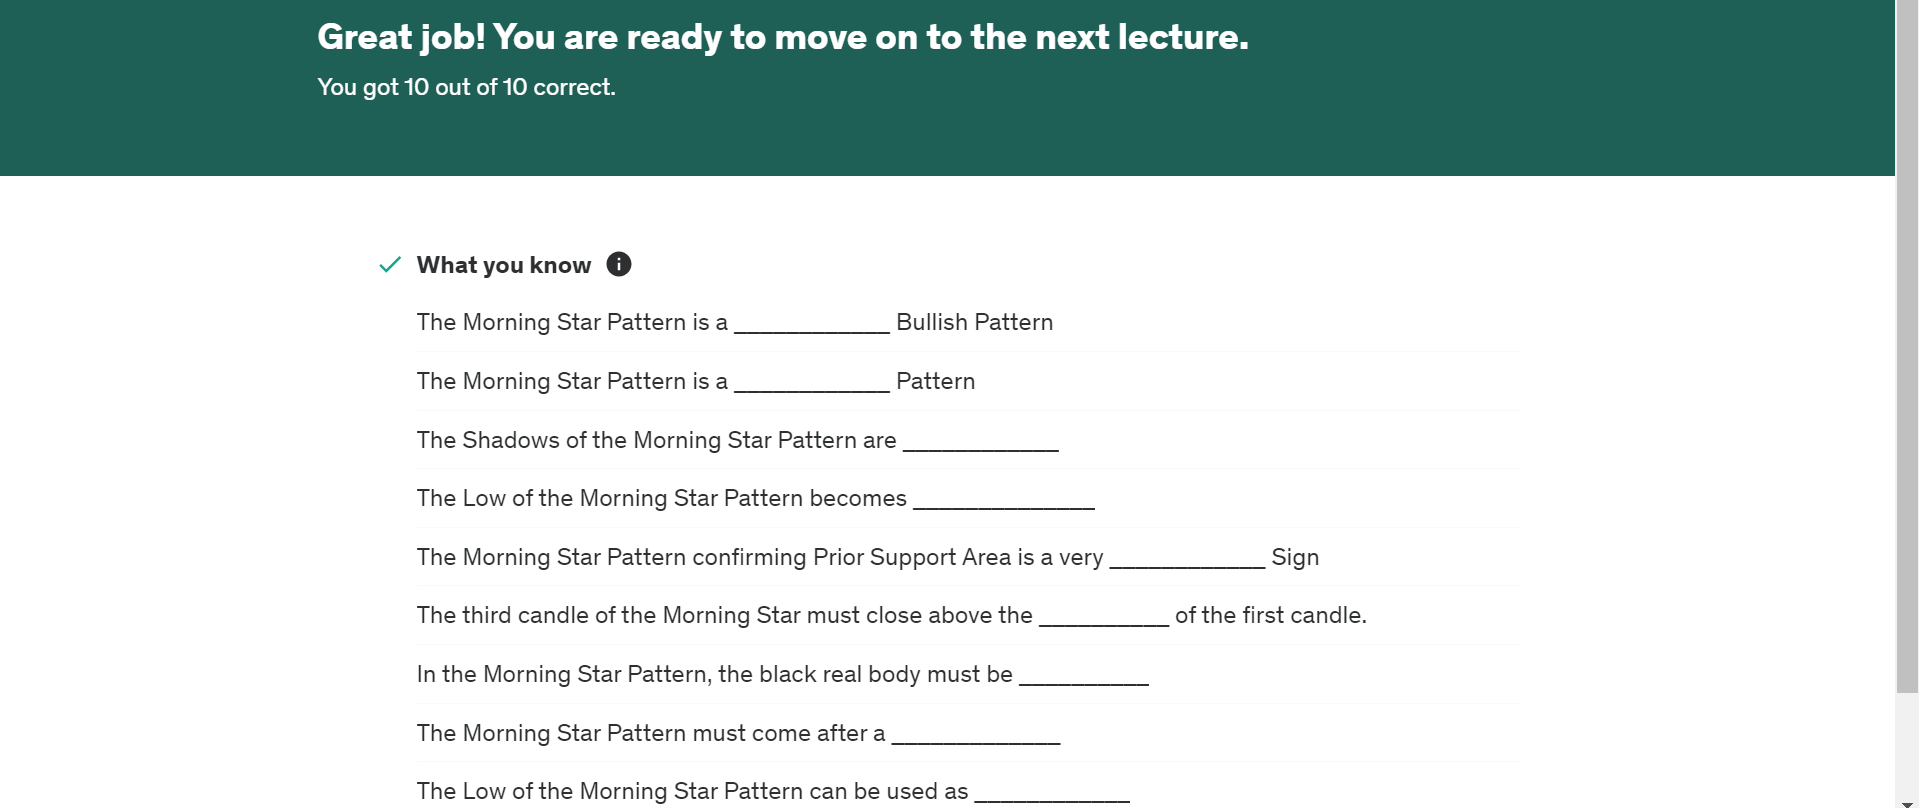 Great job! You are ready to move on to the next lecture.
You got 10 out of 10 correct.
What you know
The Morning Star Pattern is a ____________ Bullish Pattern
The Morning Star Pattern is a ____________ Pattern
The Shadows of the Morning Star Pattern are ____________
The Low of the Morning Star Pattern becomes ______________
The Morning Star Pattern confirming Prior Support Area is a very ____________ Sign
The third candle of the Morning Star must close above the __________ of the first candle.
In the Morning Star Pattern, the black real body must be __________
The Morning Star Pattern must come after a _____________
The Low of the Morning Star Pattern can be used as ____________